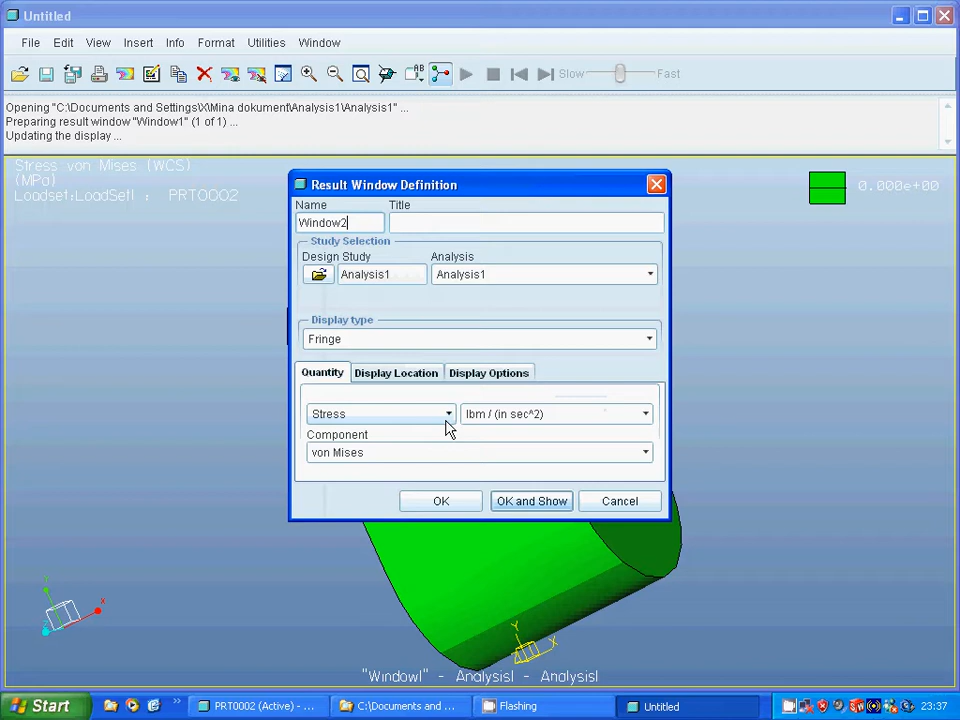 Untitled
File Edit View Insert Info Format Utilities Window
AB
Slow Fast
Opening "C:\Documents and Settings\X\Mina dokument\Analysis1\Analysis1" ...
Preparing result window "Window1" (1 of 1) ...
Updating the display ...
Stress von Mises (WCS)
(MPa)
Loadset:LoadSet1 : PRT0002
0.000e+00
Result Window Definition
Name Title
Window2
Study Selection
Design Study Analysis
Analysis1 Analysis1
Display type
Fringe
Quantity Display Location Display Options
Stress lbm / (in sec^2)
Component
von Mises
OK OK and Show Cancel
Y
X
Z
Y
X
"Window1" - Analysis1 - Analysis1
Start PRT0002 (Active) - ... C:\Documents and ... Flashing Untitled 23:37